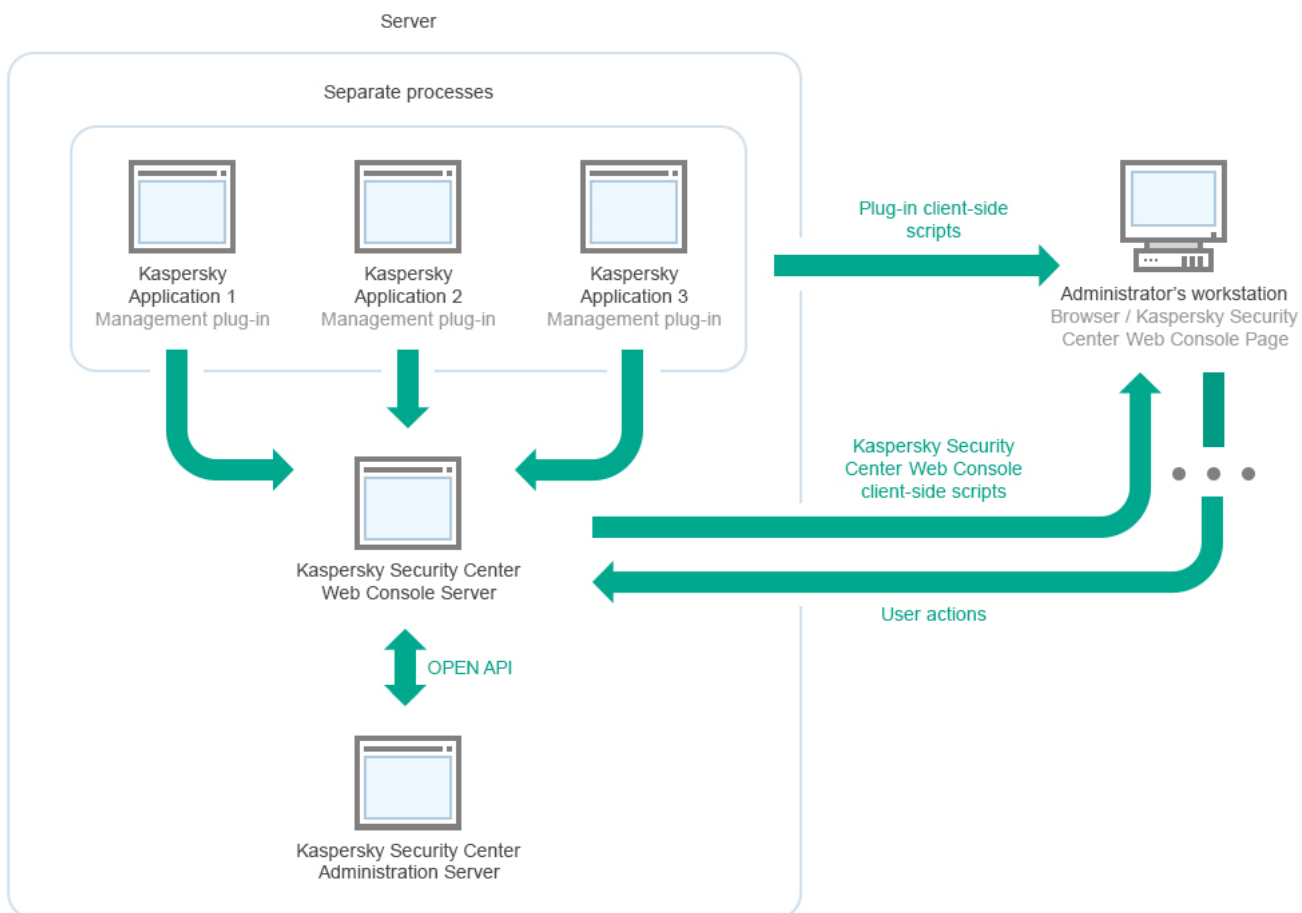 Server
Separate processes
Kaspersky
Application 1
Management plug-in
Kaspersky
Application 2
Management plug-in
Kaspersky
Application 3
Management plug-in
Plug-in client-side
scripts
Administrator's workstation
Browser / Kaspersky Security
Center Web Console Page
Kaspersky Security
Center Web Console
client-side scripts
Kaspersky Security Center
Web Console Server
User actions
OPEN API
Kaspersky Security Center
Administration Server